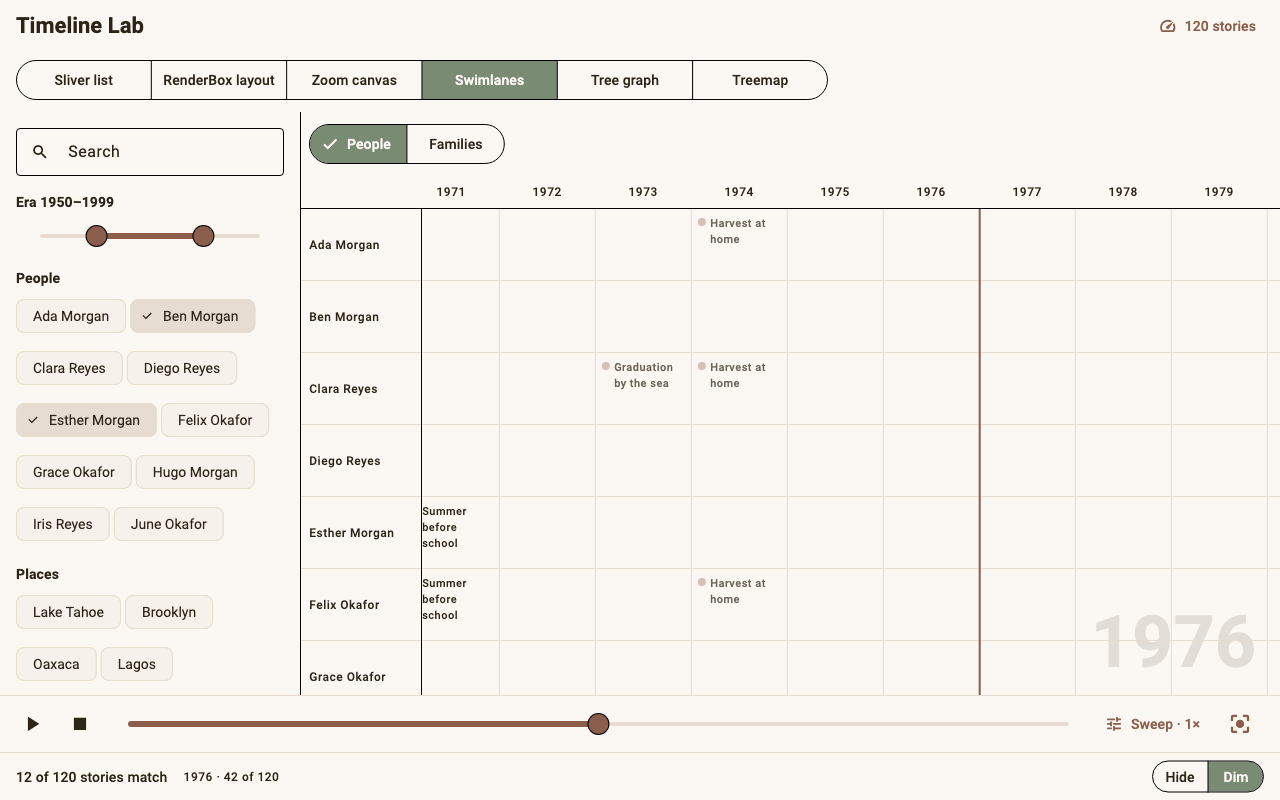 Timeline Lab
120 stories
Sliver list
RenderBox layout
Zoom canvas
Swimlanes
Tree graph
Treemap
Search
Era 1950–1999
People
Ada Morgan
Ben Morgan
Clara Reyes
Diego Reyes
Esther Morgan
Felix Okafor
Grace Okafor
Hugo Morgan
Iris Reyes
June Okafor
Places
Lake Tahoe
Brooklyn
Oaxaca
Lagos
People
Families
1971 1972 1973 1974 1975 1976 1977 1978 1979
Ada Morgan
Harvest at
home
Ben Morgan
Clara Reyes
Graduation
by the sea
Harvest at
home
Diego Reyes
Esther Morgan
Summer
before
school
Felix Okafor
Summer
before
school
Harvest at
home
Grace Okafor
1976
Sweep · 1×
12 of 120 stories match
1976 · 42 of 120
Hide
Dim